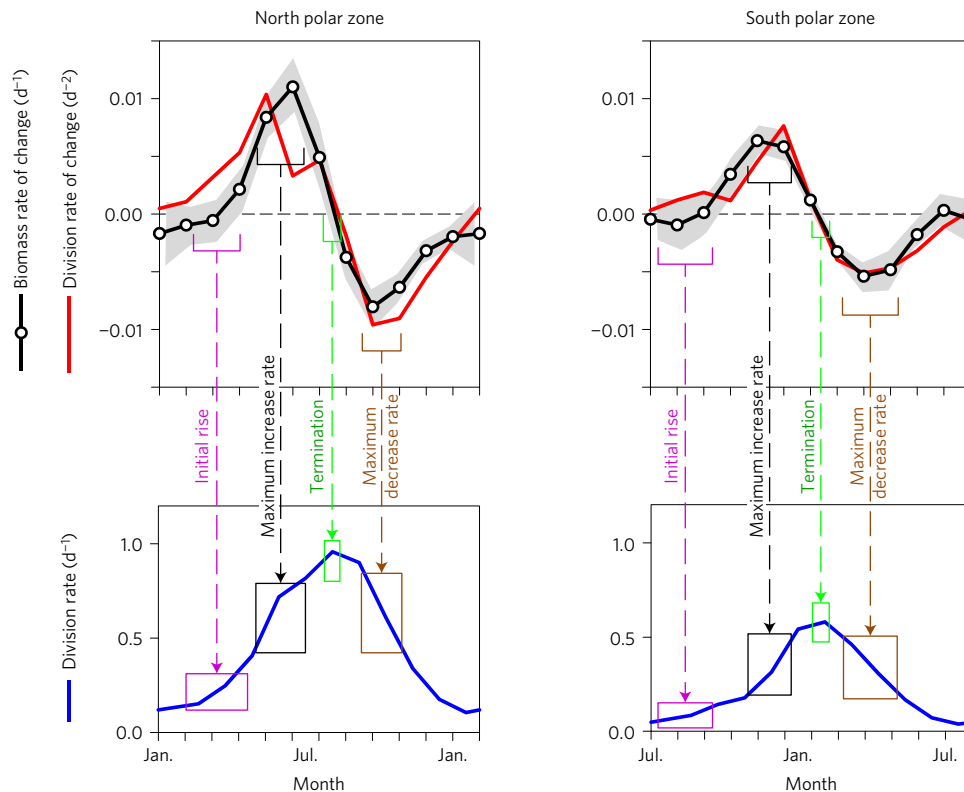 North polar zone
South polar zone
Biomass rate of change (d⁻¹)
Division rate of change (d⁻²)
0.01
0.00
−0.01
0.01
0.00
−0.01
Initial rise
Maximum increase rate
Termination
Maximum
decrease rate
Initial rise
Maximum increase rate
Termination
Maximum
decrease rate
Division rate (d⁻¹)
1.0
0.5
0.0
1.0
0.5
0.0
Jan.
Jul.
Jan.
Jul.
Jan.
Jul.
Month
Month